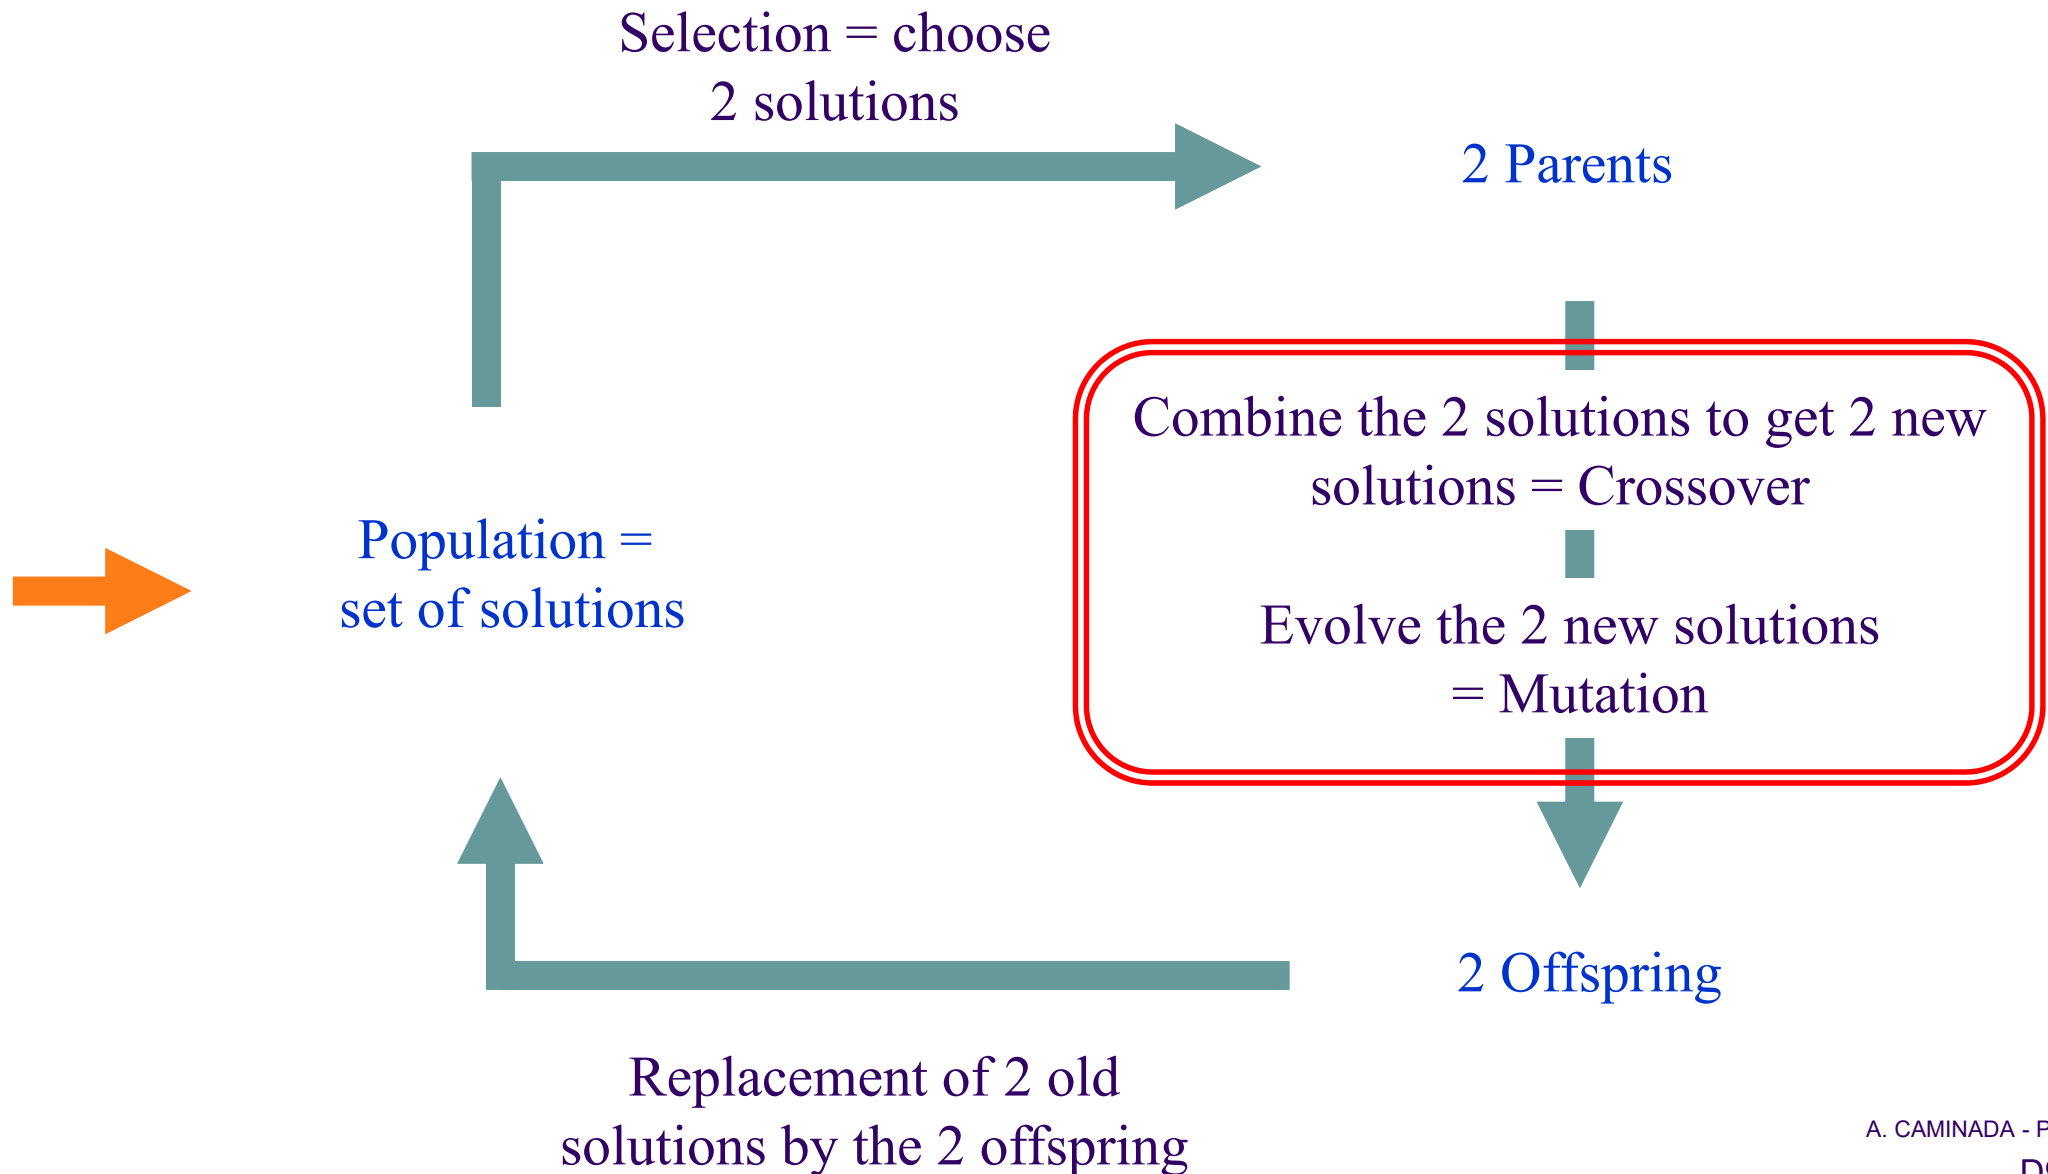 Selection = choose
2 solutions
2 Parents
Combine the 2 solutions to get 2 new
solutions = Crossover
Population =
set of solutions
Evolve the 2 new solutions
= Mutation
2 Offspring
Replacement of 2 old
solutions by the 2 offspring
A. CAMINADA - P